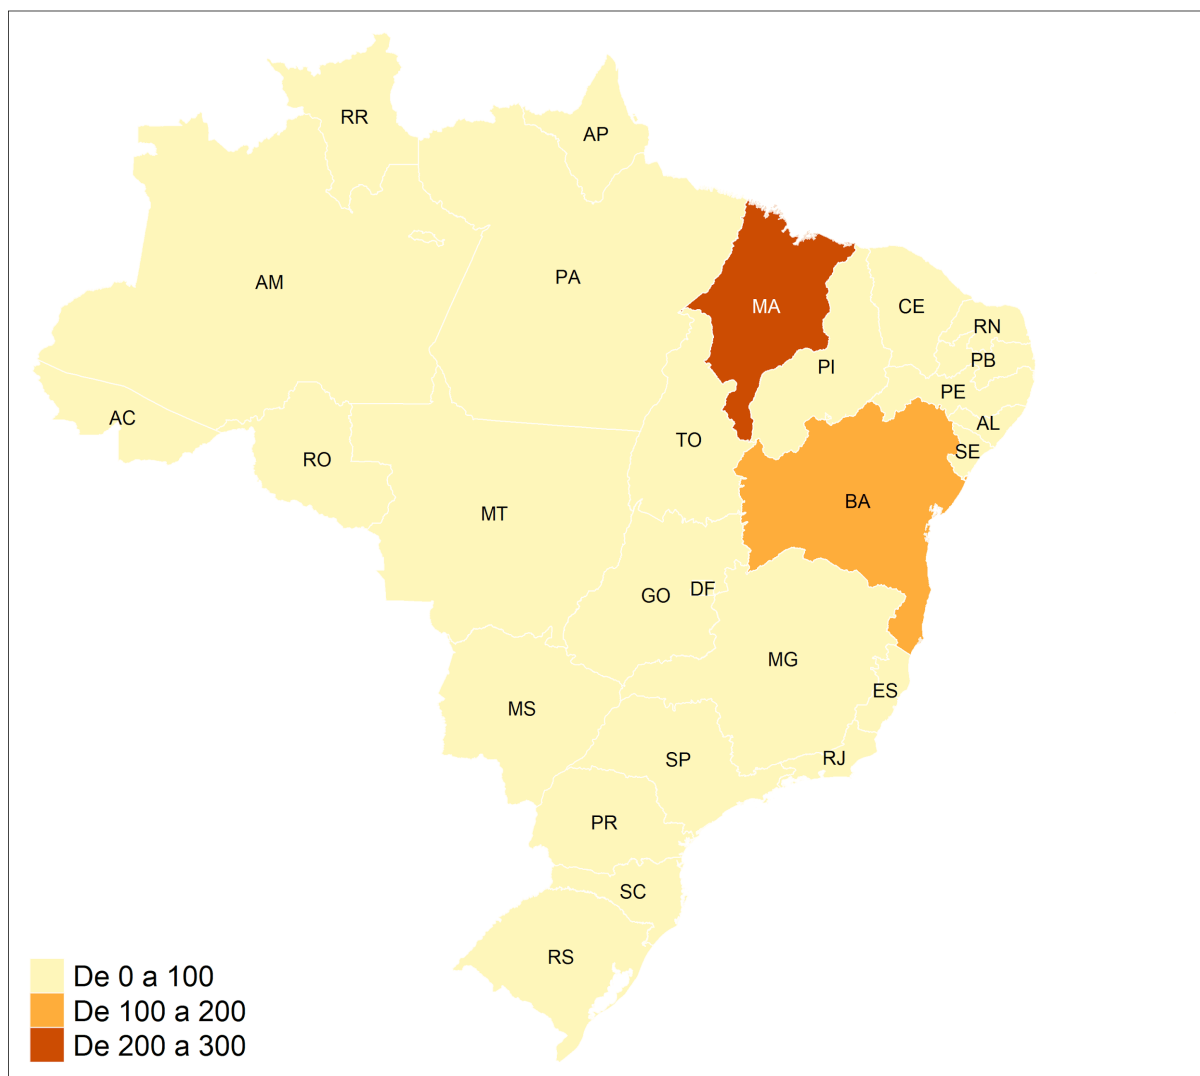 RR
AP
AM
PA
MA
CE
RN
PB
PI
PE
AL
AC
TO
SE
RO
BA
MT
DF
GO
MG
ES
MS
RJ
SP
PR
SC
RS
De 0 a 100
De 100 a 200
De 200 a 300